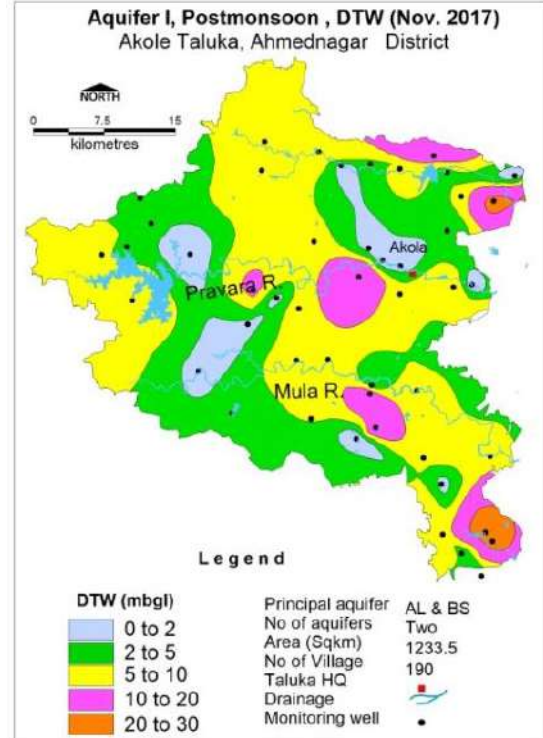 Aquifer I, Postmonsoon , DTW (Nov. 2017)
Akole Taluka, Ahmednagar District
NORTH
0 7.5 15
kilometres
Akola
Pravara R.
Mula R.
Legend
DTW (mbgl)
0 to 2
2 to 5
5 to 10
10 to 20
20 to 30
Principal aquifer AL & BS
No of aquifers Two
Area (Sqkm) 1233.5
No of Village 190
Taluka HQ
Drainage
Monitoring well